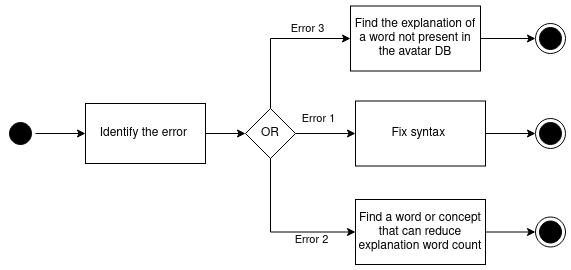 Error 3
Find the explanation of
a word not present in
the avatar DB
Identify the error
OR
Error 1
Fix syntax
Error 2
Find a word or concept
that can reduce
explanation word count